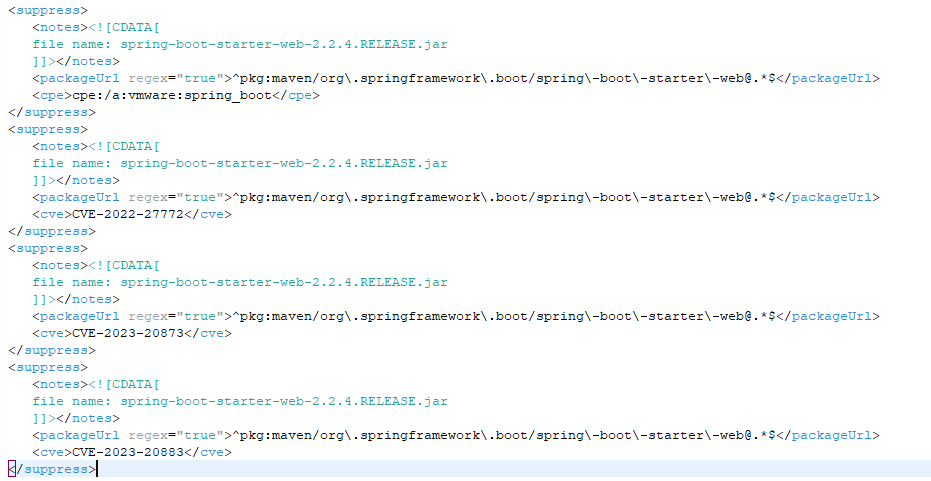 <suppress>
<notes><![CDATA[
file name: spring-boot-starter-web-2.2.4.RELEASE.jar
]]></notes>
<packageUrl regex="true">^pkg:maven/org\.springframework\.boot/spring\-boot\-starter\-web@.*$</packageUrl>
<cpe>cpe:/a:vmware:spring_boot</cpe>
</suppress>
<suppress>
<notes><![CDATA[
file name: spring-boot-starter-web-2.2.4.RELEASE.jar
]]></notes>
<packageUrl regex="true">^pkg:maven/org\.springframework\.boot/spring\-boot\-starter\-web@.*$</packageUrl>
<cve>CVE-2022-27772</cve>
</suppress>
<suppress>
<notes><![CDATA[
file name: spring-boot-starter-web-2.2.4.RELEASE.jar
]]></notes>
<packageUrl regex="true">^pkg:maven/org\.springframework\.boot/spring\-boot\-starter\-web@.*$</packageUrl>
<cve>CVE-2023-20873</cve>
</suppress>
<suppress>
<notes><![CDATA[
file name: spring-boot-starter-web-2.2.4.RELEASE.jar
]]></notes>
<packageUrl regex="true">^pkg:maven/org\.springframework\.boot/spring\-boot\-starter\-web@.*$</packageUrl>
<cve>CVE-2023-20883</cve>
</suppress>